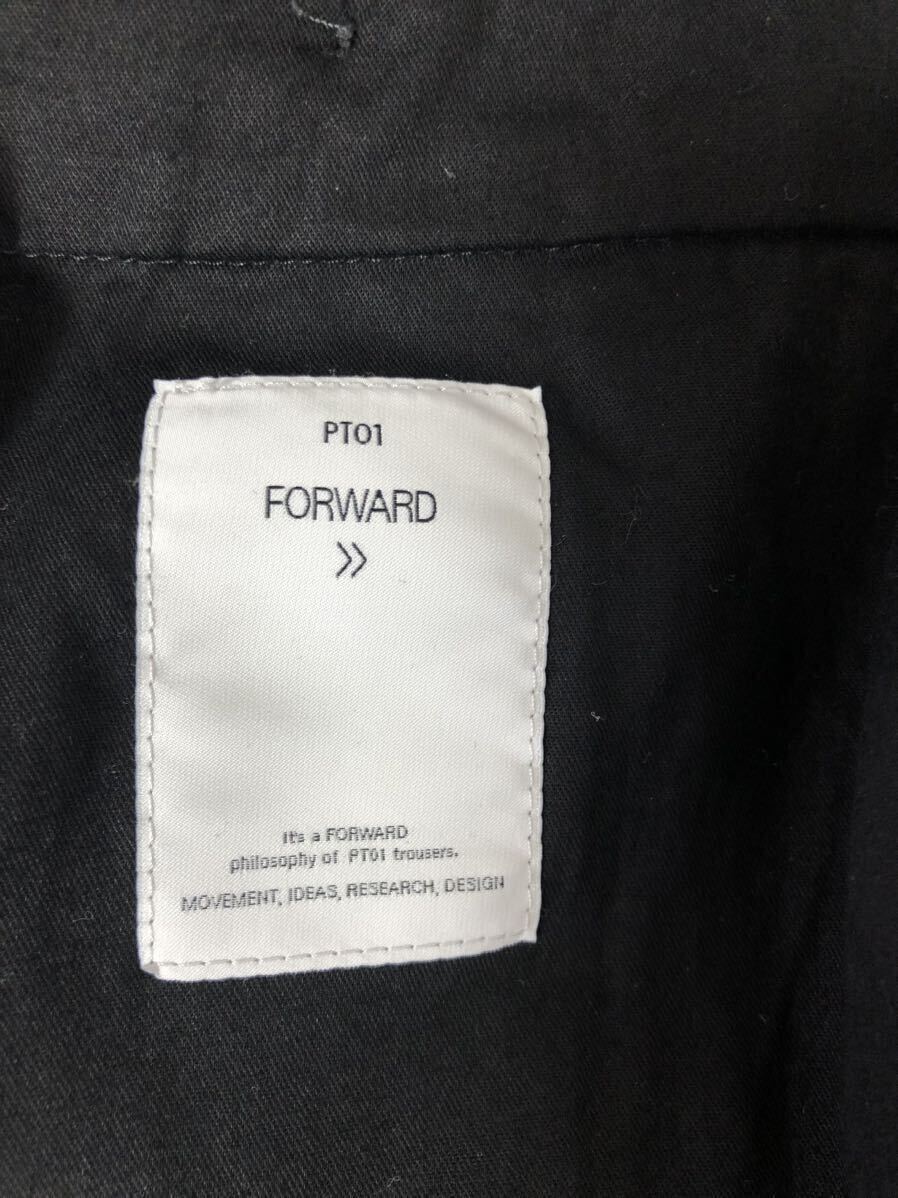 PT01
FORWARD
»
It's a FORWARD
philosophy of PT01 trousers.
MOVEMENT, IDEAS, RESEARCH, DESIGN